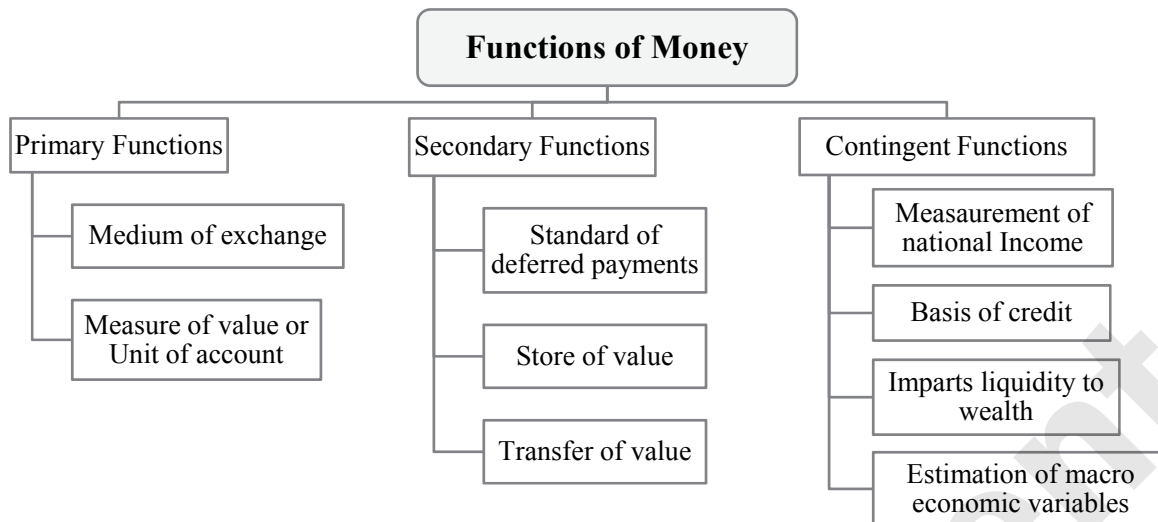 Functions of Money
Primary Functions
Medium of exchange
Measure of value or
Unit of account
Secondary Functions
Standard of
deferred payments
Store of value
Transfer of value
Contingent Functions
Measaurement of
national Income
Basis of credit
Imparts liquidity to
wealth
Estimation of macro
economic variables